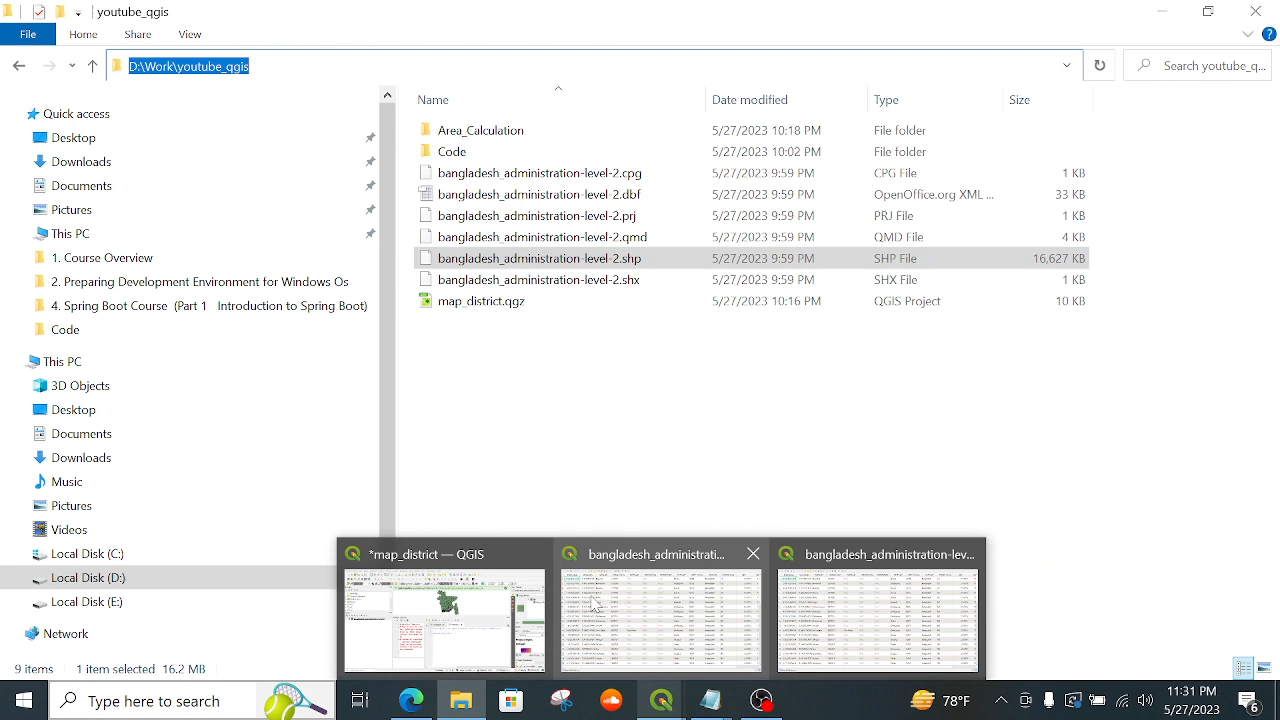 youtube_qgis
File Home Share View
D:\Work\youtube_qgis
Search youtube_q...
Name Date modified Type Size
Quick access
Desktop
Downloads
Documents
Pictures
This PC
1. Course Overview
2. Preparing Development Environment for Windows Os
4. Spring Boot Course (Part 1 Introduction to Spring Boot)
Code
This PC
3D Objects
Desktop
Documents
Downloads
Music
Pictures
Videos
Local Disk (C:)
Local Disk (D:)
Local Disk (E:)
Network
Area_Calculation 5/27/2023 10:18 PM File folder
Code 5/27/2023 10:02 PM File folder
bangladesh_administration-level-2.cpg 5/27/2023 9:59 PM CPG File 1 KB
bangladesh_administration-level-2.dbf 5/27/2023 9:59 PM OpenOffice.org XML ... 33 KB
bangladesh_administration-level-2.prj 5/27/2023 9:59 PM PRJ File 1 KB
bangladesh_administration-level-2.qmd 5/27/2023 9:59 PM QMD File 4 KB
bangladesh_administration-level-2.shp 5/27/2023 9:59 PM SHP File 16,627 KB
bangladesh_administration-level-2.shx 5/27/2023 9:59 PM SHX File 1 KB
map_district.qgz 5/27/2023 10:16 PM QGIS Project 10 KB
*map_district — QGIS
bangladesh_administrati...
bangladesh_administration-lev...
9 items 1 item selected 16.2 MB
Type here to search
78°F
11:31 PM
5/27/2023
6